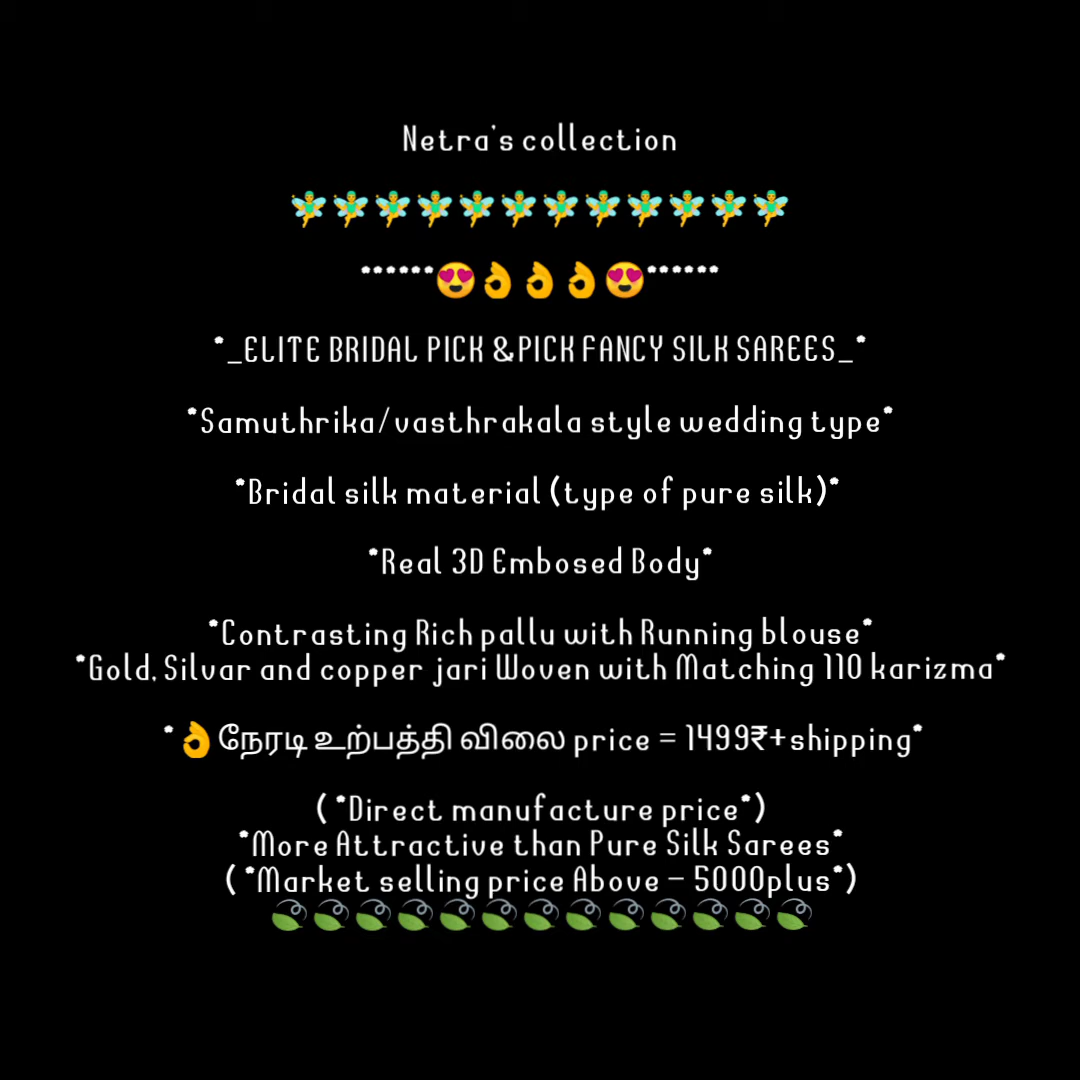 Netra's collection
🧚‍♂️🧚‍♂️🧚‍♂️🧚‍♂️🧚‍♂️🧚‍♂️🧚‍♂️🧚‍♂️🧚‍♂️🧚‍♂️🧚‍♂️🧚‍♂️
******😍👌👌👌😍******
*_ELITE BRIDAL PICK & PICK FANCY SILK SAREES_*
*Samuthrika/vasthrakala style wedding type*
*Bridal silk material (type of pure silk)*
*Real 3D Embosed Body*
*Contrasting Rich pallu with Running blouse*
*Gold, Silvar and copper jari Woven with Matching 110 karizma*
*👌நேரடி உற்பத்தி விலை price = 1499₹+shipping*
( *Direct manufacture price*)
*More Attractive than Pure Silk Sarees*
( *Market selling price Above – 5000plus*)
🍃🍃🍃🍃🍃🍃🍃🍃🍃🍃🍃🍃🍃